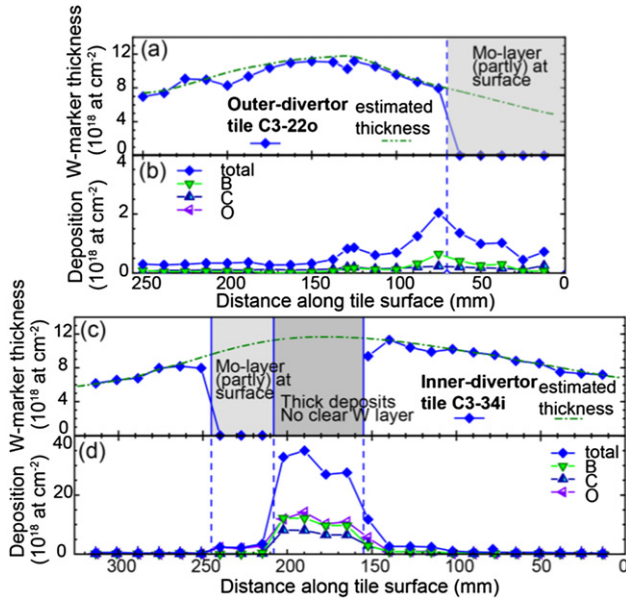 (a)
W-marker thickness
(10¹⁸ at cm⁻²)
12
8
4
0
Mo-layer
(partly) at
surface
Outer-divertor
tile C3-22o
estimated
thickness
(b)
Deposition
(10¹⁸ at cm⁻²)
4
2
0
total
B
C
O
250 200 150 100 50 0
Distance along tile surface (mm)
(c)
W-marker thickness
(10¹⁸ at cm⁻²)
12
8
4
0
Mo-layer
(partly) at
surface
Thick deposits
No clear W layer
Inner-divertor
tile C3-34i
estimated
thickness
(d)
Deposition
(10¹⁸ at cm⁻²)
40
20
0
total
B
C
O
300 250 200 150 100 50 0
Distance along tile surface (mm)